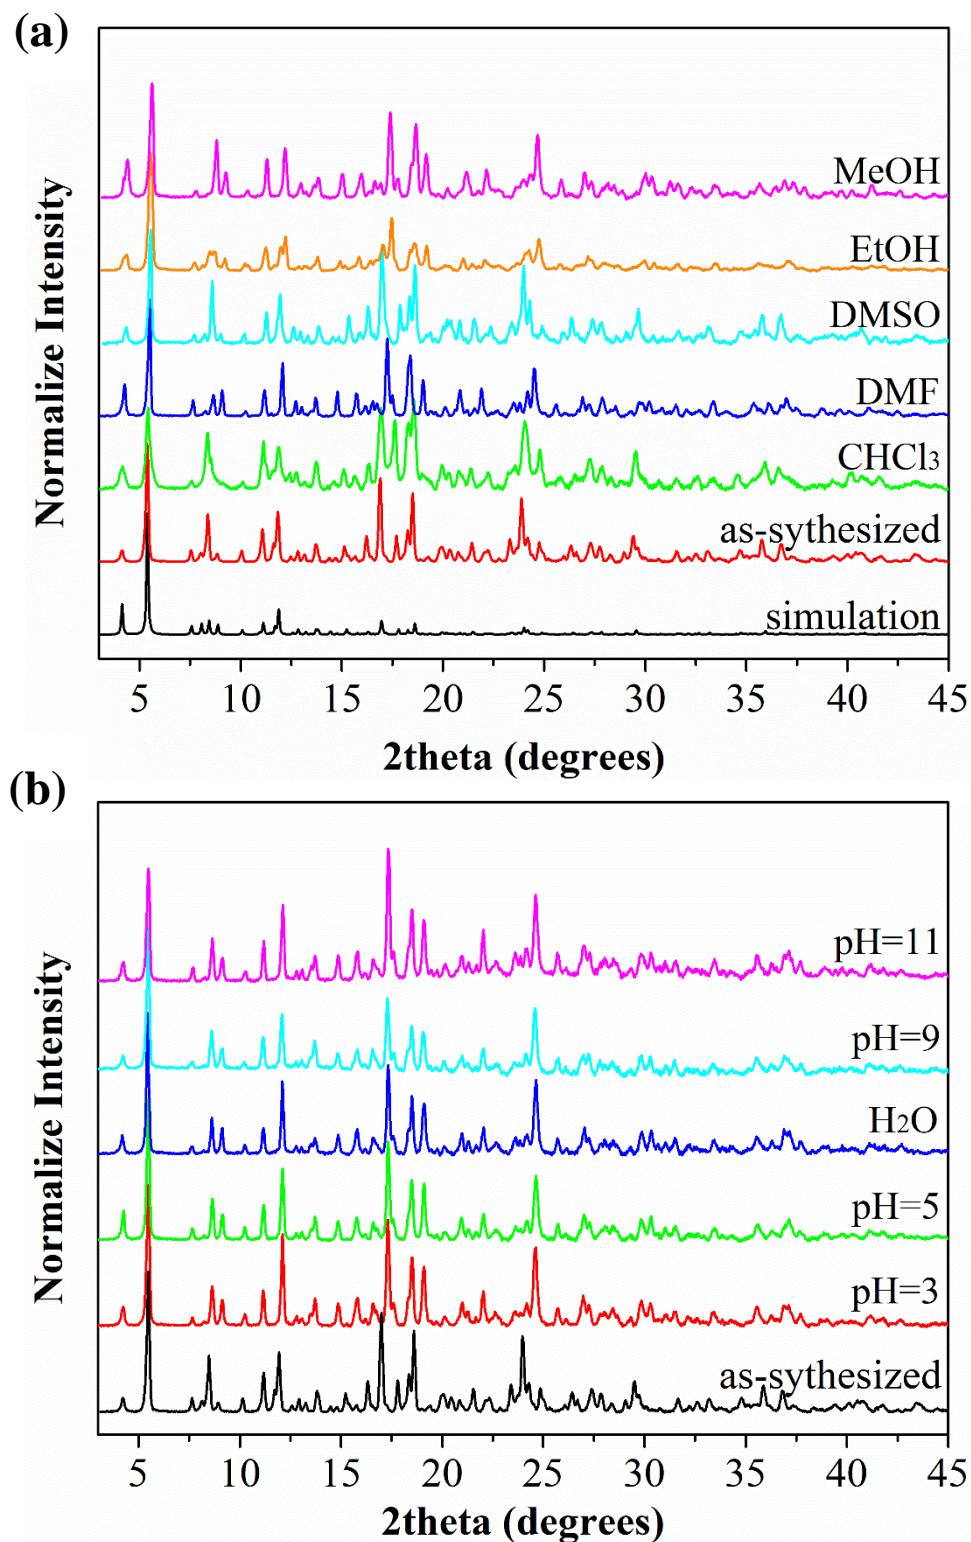 (a)
Normalize Intensity
MeOH
EtOH
DMSO
DMF
CHCl₃
as-sythesized
simulation
5 10 15 20 25 30 35 40 45
2theta (degrees)
(b)
Normalize Intensity
pH=11
pH=9
H₂O
pH=5
pH=3
as-sythesized
5 10 15 20 25 30 35 40 45
2theta (degrees)